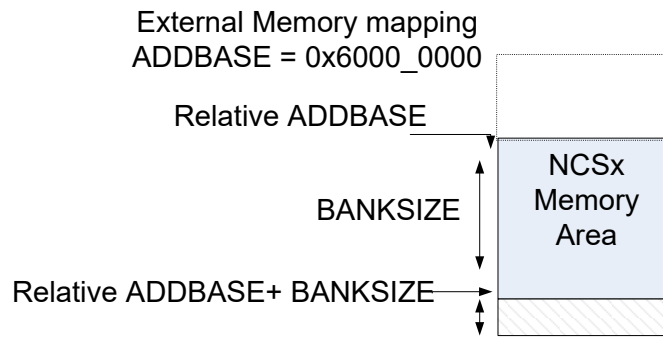 External Memory mapping
ADDBASE = 0x6000_0000
Relative ADDBASE
NCSx
Memory
Area
BANKSIZE
Relative ADDBASE+ BANKSIZE